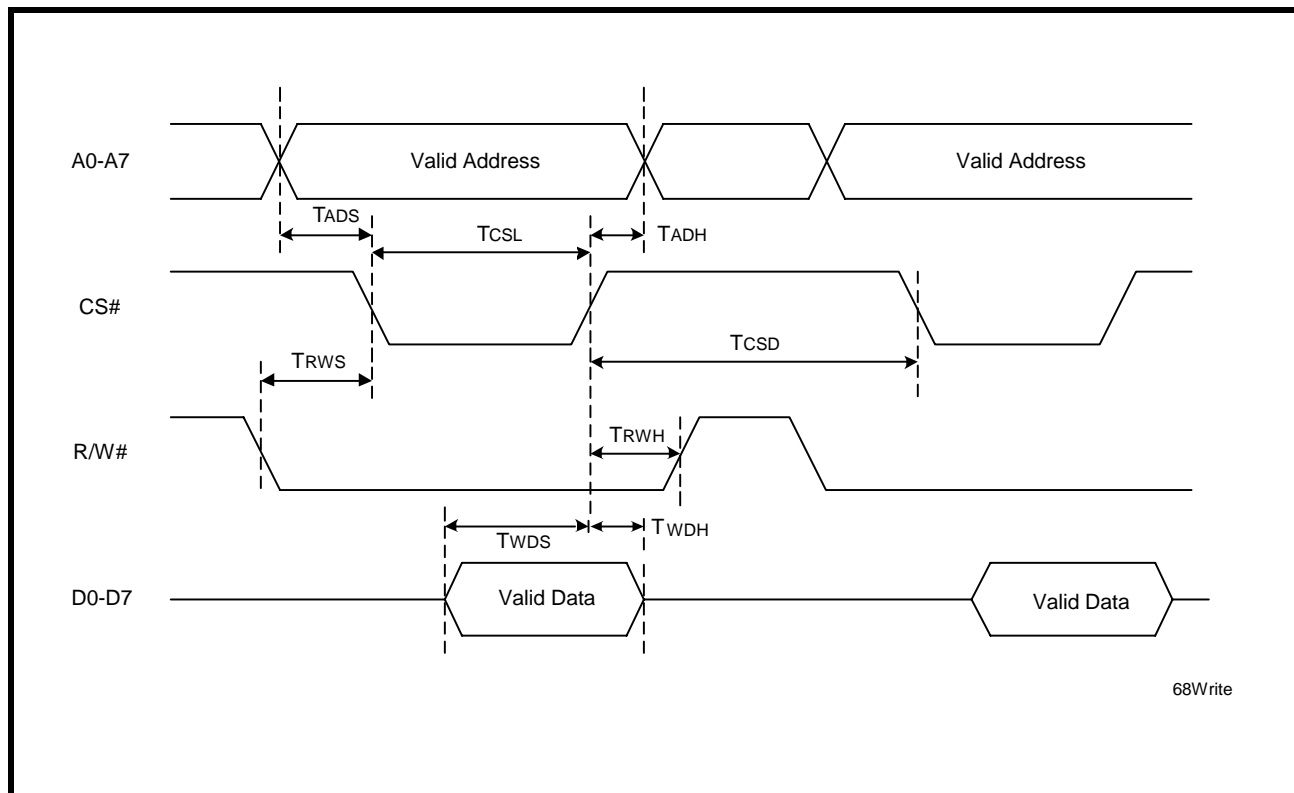 A0-A7
Valid Address
Valid Address
TADS
TCSL
TADH
CS#
TCSD
TRWS
R/W#
TRWH
TWDS
TWDH
D0-D7
Valid Data
Valid Data
68Write